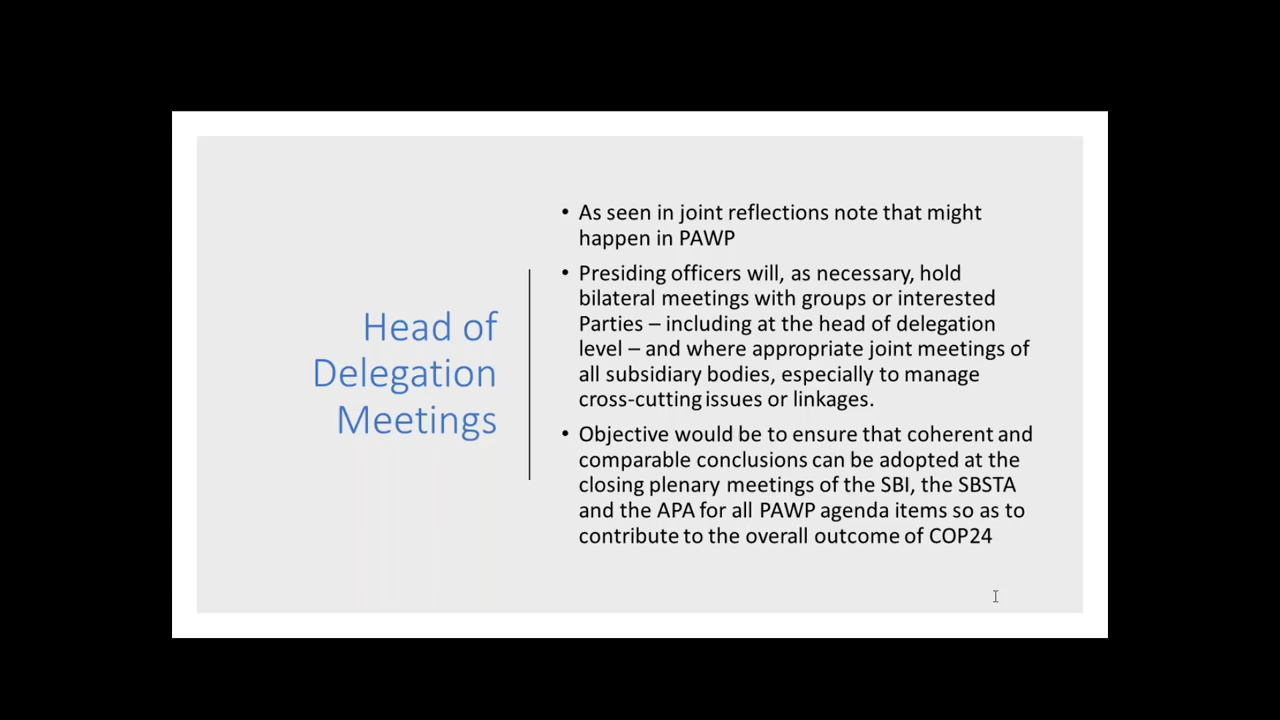 Head of
Delegation
Meetings
• As seen in joint reflections note that might
happen in PAWP
• Presiding officers will, as necessary, hold
bilateral meetings with groups or interested
Parties – including at the head of delegation
level – and where appropriate joint meetings of
all subsidiary bodies, especially to manage
cross-cutting issues or linkages.
• Objective would be to ensure that coherent and
comparable conclusions can be adopted at the
closing plenary meetings of the SBI, the SBSTA
and the APA for all PAWP agenda items so as to
contribute to the overall outcome of COP24